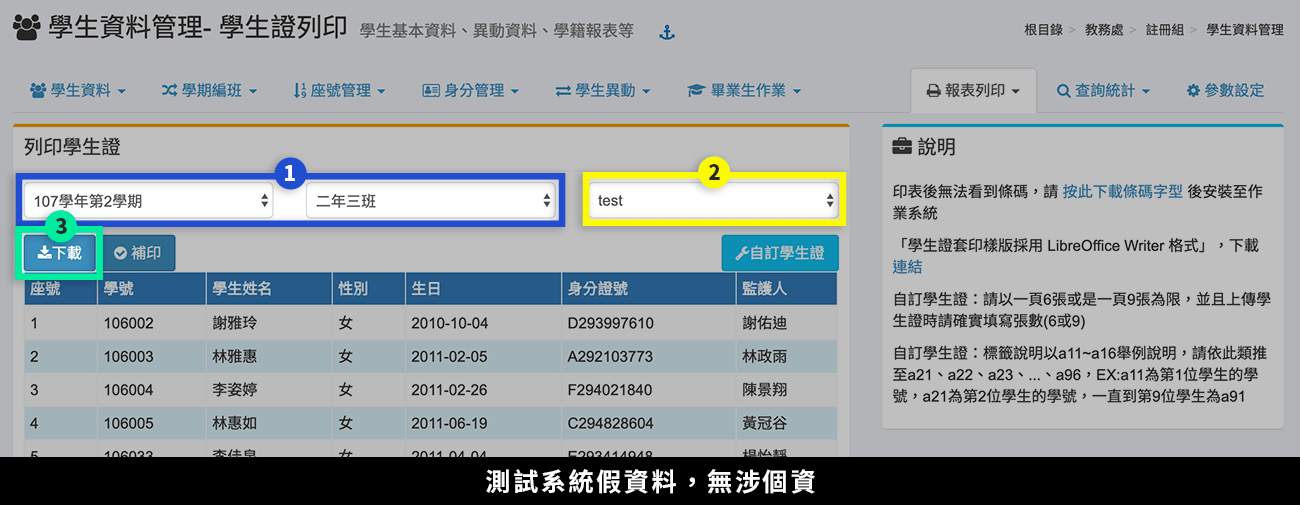 學生資料管理- 學生證列印 學生基本資料、異動資料、學籍報表等
根目錄 > 教務處 > 註冊組 > 學生資料管理
學生資料 學期編班 座號管理 身分管理 學生異動 畢業生作業 報表列印 查詢統計 參數設定
列印學生證
1
2
107學年第2學期 二年三班 test
3
下載 補印 自訂學生證
座號 學號 學生姓名 性別 生日 身分證號 監護人
1 106002 謝雅玲 女 2010-10-04 D293997610 謝佑迪
2 106003 林雅惠 女 2011-02-05 A292103773 林政雨
3 106004 李姿婷 女 2011-02-26 F294021840 陳景翔
4 106005 林惠如 女 2011-06-19 C294828604 黃冠谷
5 106033 女 2011-04-04 F293414948 楊怡靜
說明
印表後無法看到條碼，請 按此下載條碼字型 後安裝至作
業系統
「學生證套印樣版採用 LibreOffice Writer 格式」，下載
連結
自訂學生證：請以一頁6張或是一頁9張為限，並且上傳學
生證時請確實填寫張數(6或9)
自訂學生證：標籤說明以a11~a16舉例說明，請依此類推
至a21、a22、a23、...、a96，EX:a11為第1位學生的學
號，a21為第2位學生的學號，一直到第9位學生為a91
測試系統假資料，無涉個資